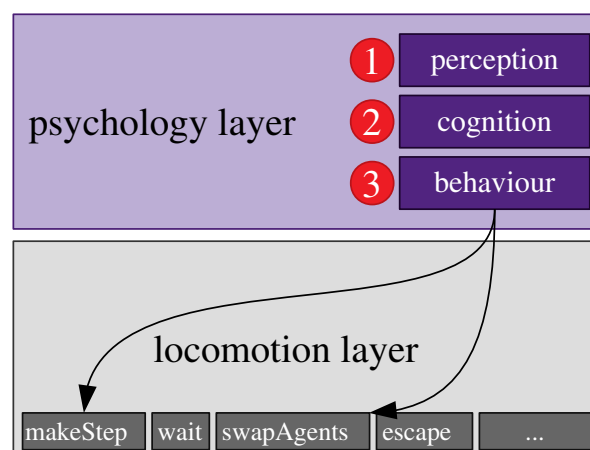 1 perception
psychology layer
2 cognition
3 behaviour
locomotion layer
makeStep wait swapAgents escape ...